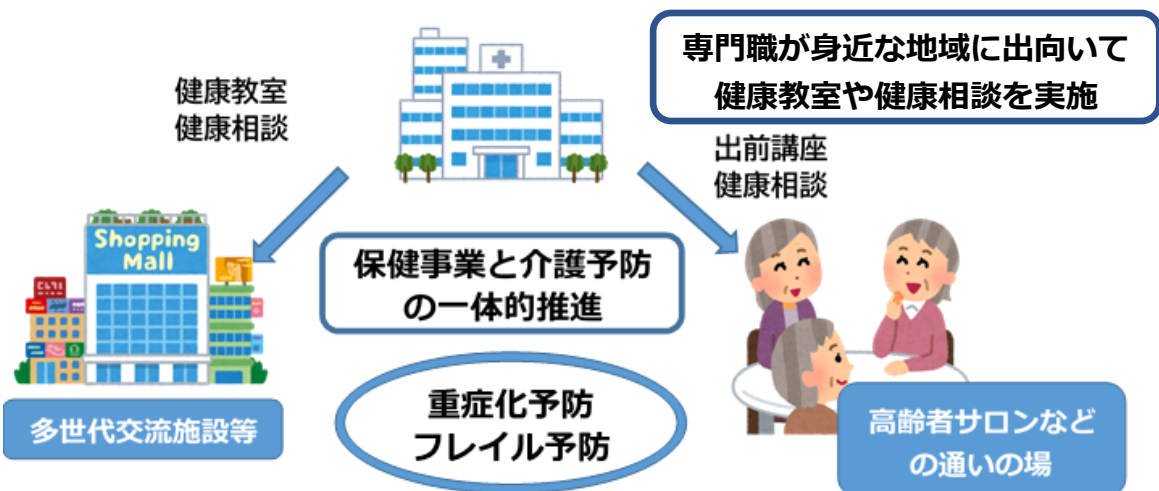 専門職が身近な地域に出向いて
健康教室や健康相談を実施
健康教室
健康相談
出前講座
健康相談
Shopping
Mall
保健事業と介護予防
の一体的推進
重症化予防
フレイル予防
多世代交流施設等
高齢者サロンなど
の通いの場